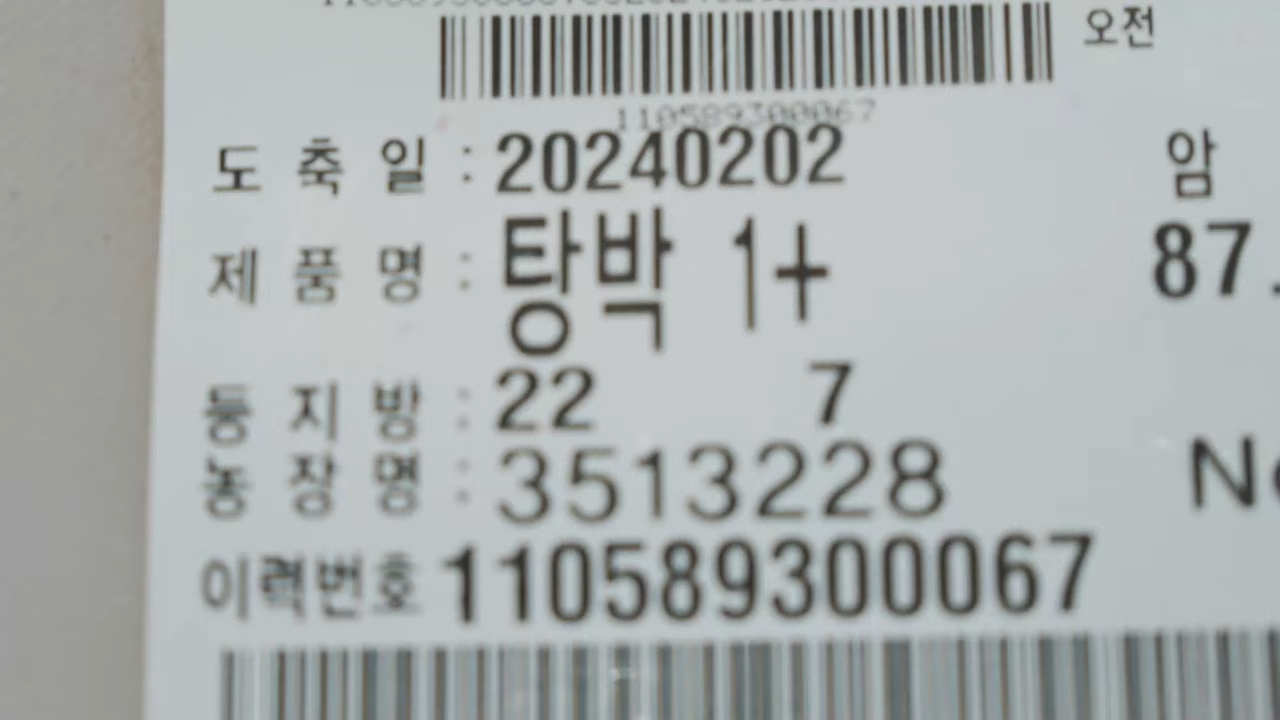 오전
110589300067
도 축 일 : 20240202 암
제 품 명 : 탕박 1+ 87.
등 지 방 : 22 7
농 장 명 : 3513228
이력번호 110589300067